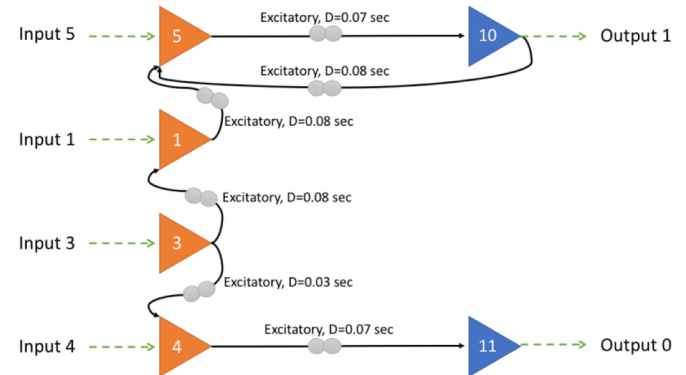 Input 5
5
Excitatory, D=0.07 sec
10
Output 1
Excitatory, D=0.08 sec
Excitatory, D=0.08 sec
Input 1
1
Excitatory, D=0.08 sec
Input 3
3
Excitatory, D=0.03 sec
Input 4
4
Excitatory, D=0.07 sec
11
Output 0